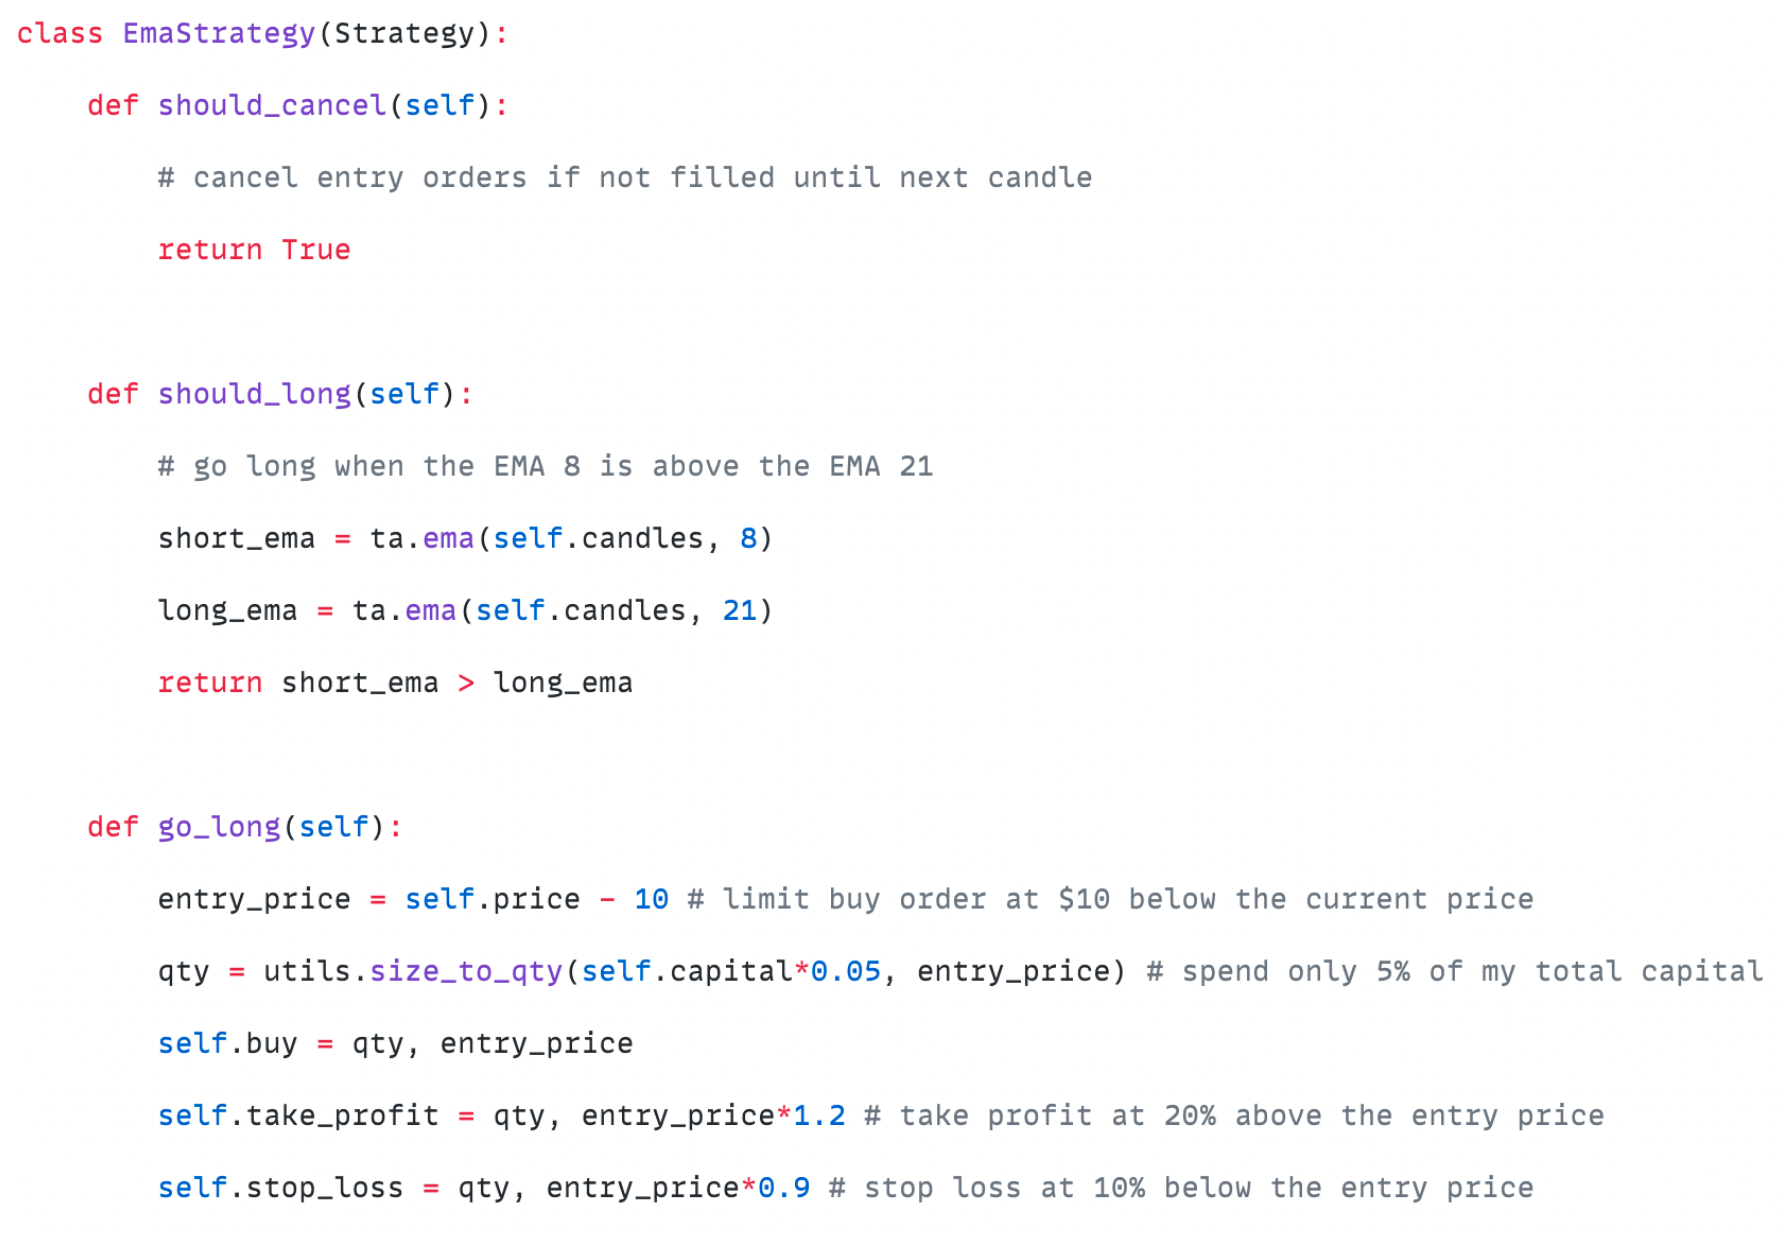 class EmaStrategy(Strategy):
    def should_cancel(self):
        # cancel entry orders if not filled until next candle
        return True
    def should_long(self):
        # go long when the EMA 8 is above the EMA 21
        short_ema = ta.ema(self.candles, 8)
        long_ema = ta.ema(self.candles, 21)
        return short_ema > long_ema
    def go_long(self):
        entry_price = self.price - 10 # limit buy order at $10 below the current price
        qty = utils.size_to_qty(self.capital*0.05, entry_price) # spend only 5% of my total capital
        self.buy = qty, entry_price
        self.take_profit = qty, entry_price*1.2 # take profit at 20% above the entry price
        self.stop_loss = qty, entry_price*0.9 # stop loss at 10% below the entry price